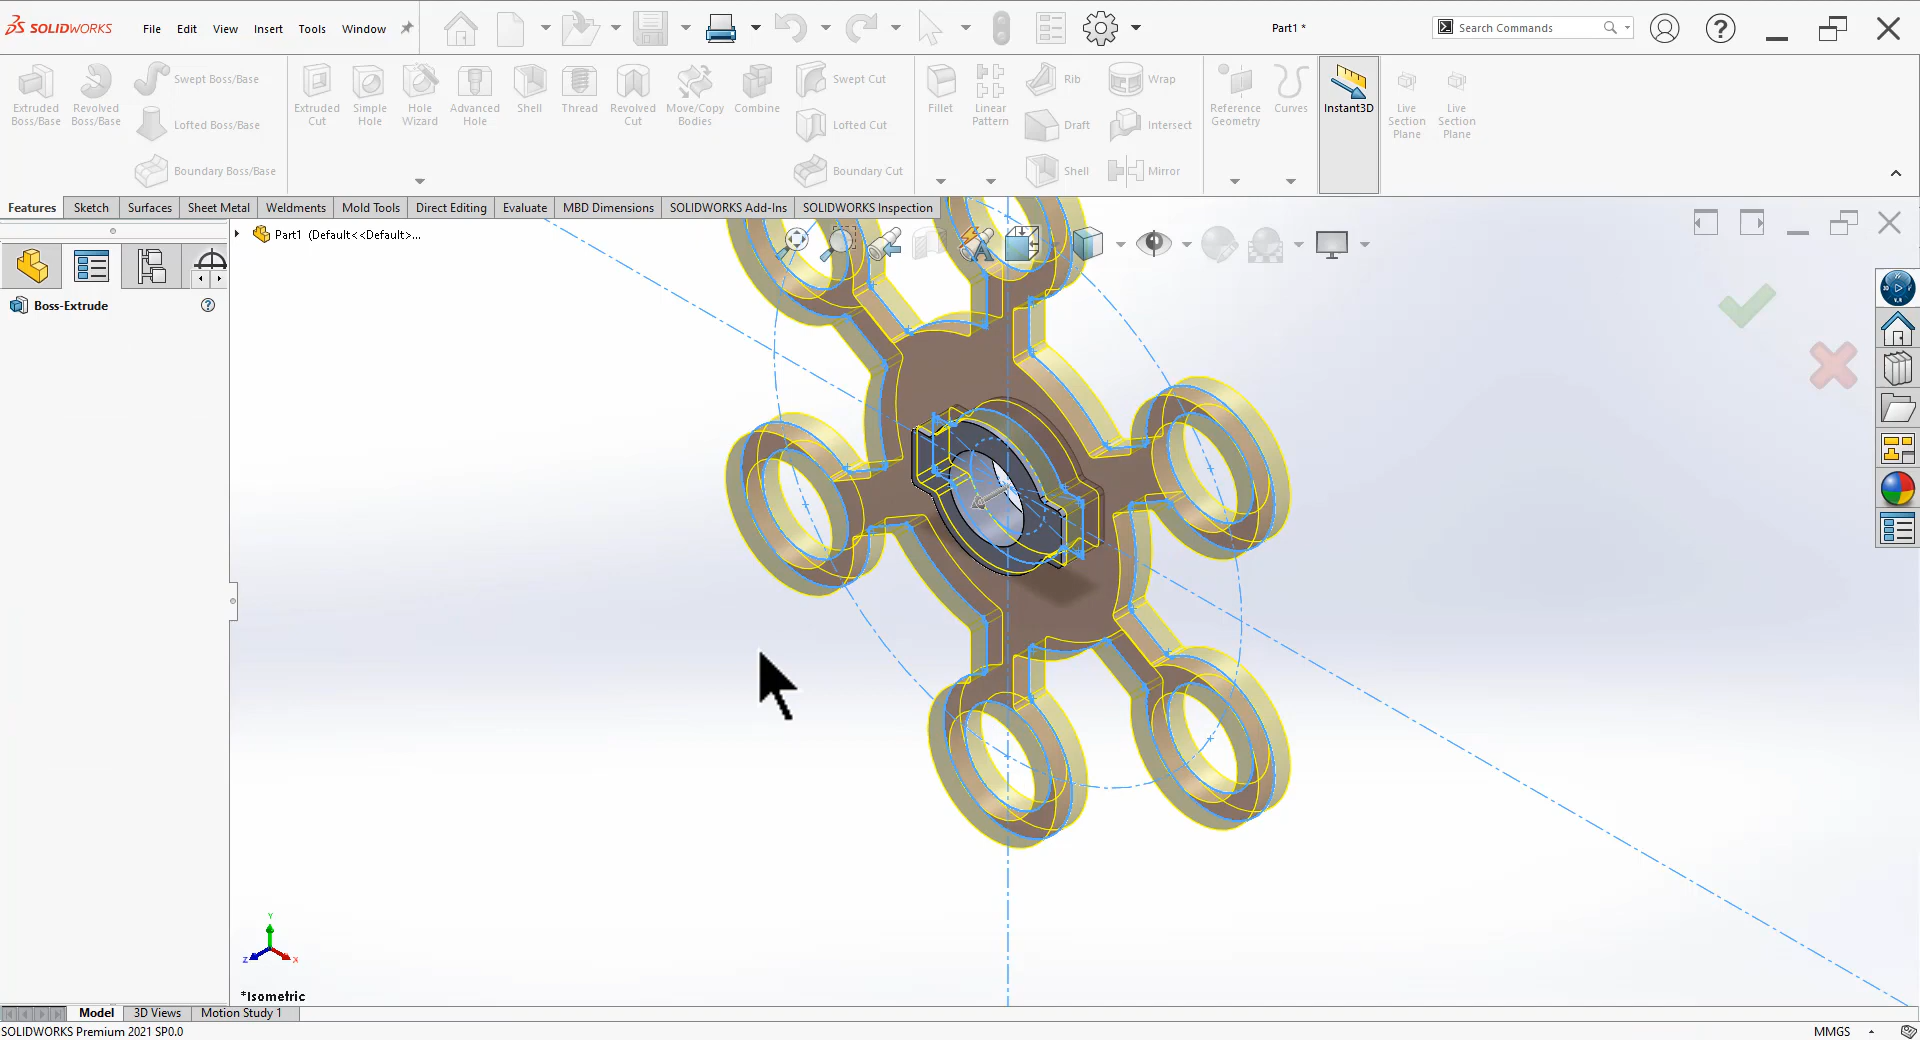 SOLIDWORKS File Edit View Insert Tools Window Part1 * Search Commands ?
Extruded Boss/Base
Revolved Boss/Base
Swept Boss/Base
Lofted Boss/Base
Boundary Boss/Base
Extruded Cut
Simple Hole
Hole Wizard
Advanced Hole
Shell
Thread
Revolved Cut
Move/Copy Bodies
Combine
Swept Cut
Lofted Cut
Boundary Cut
Fillet
Linear Pattern
Rib
Draft
Shell
Wrap
Intersect
Mirror
Reference Geometry
Curves
Instant3D
Live Section Plane
Live Section Plane
Features Sketch Surfaces Sheet Metal Weldments Mold Tools Direct Editing Evaluate MBD Dimensions SOLIDWORKS Add-Ins SOLIDWORKS Inspection
Part1 (Default<<Default>...
Boss-Extrude ?
Y
Z X
*Isometric
Model 3D Views Motion Study 1
SOLIDWORKS Premium 2021 SP0.0 MMGS